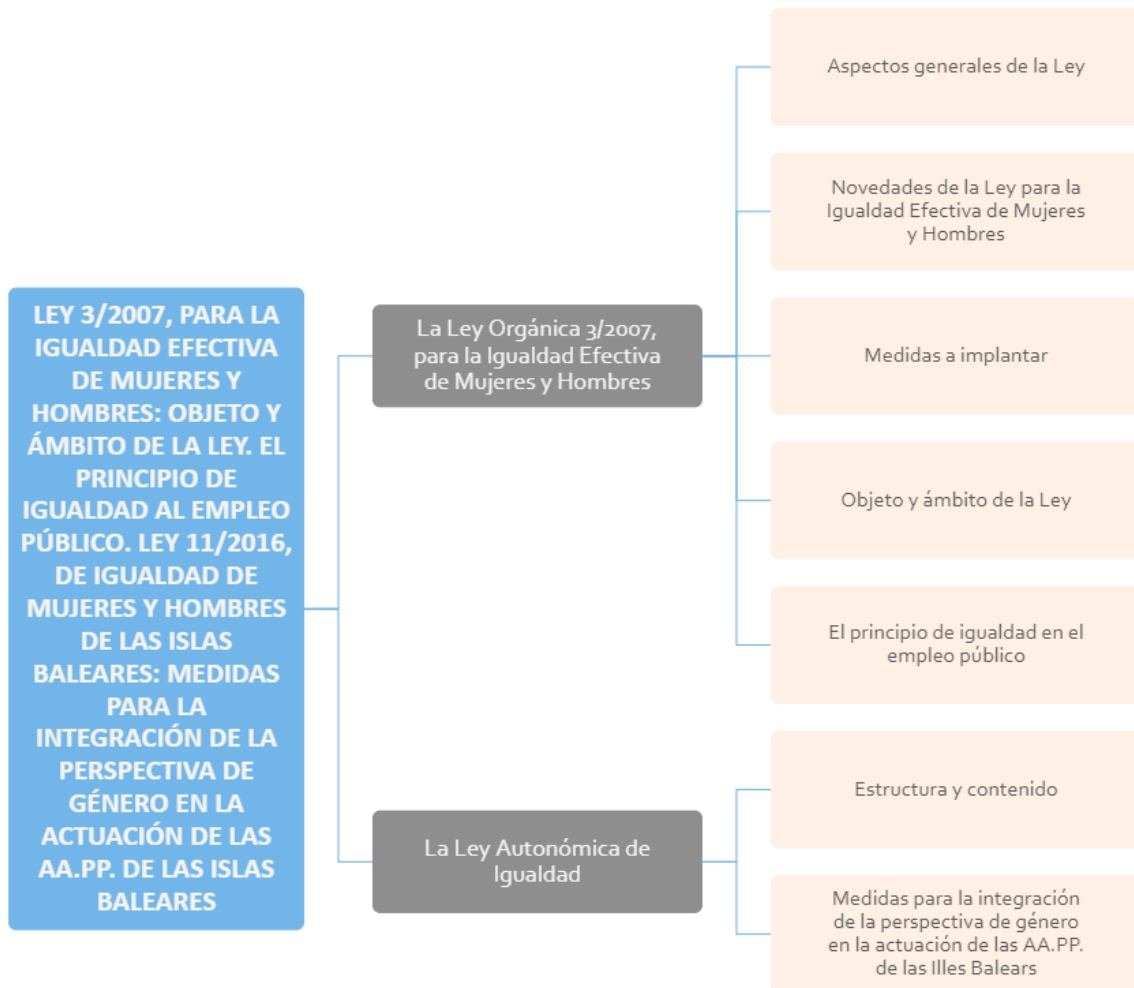 LEY 3/2007, PARA LA
IGUALDAD EFECTIVA
DE MUJERES Y
HOMBRES: OBJETO Y
ÁMBITO DE LA LEY. EL
PRINCIPIO DE
IGUALDAD AL EMPLEO
PÚBLICO. LEY 11/2016,
DE IGUALDAD DE
MUJERES Y HOMBRES
DE LAS ISLAS
BALEARES: MEDIDAS
PARA LA
INTEGRACIÓN DE LA
PERSPECTIVA DE
GÉNERO EN LA
ACTUACIÓN DE LAS
AA.PP. DE LAS ISLAS
BALEARES
La Ley Orgánica 3/2007,
para la Igualdad Efectiva
de Mujeres y Hombres
Aspectos generales de la Ley
Novedades de la Ley para la
Igualdad Efectiva de Mujeres
y Hombres
Medidas a implantar
Objeto y ámbito de la Ley
El principio de igualdad en el
empleo público
La Ley Autonómica de
Igualdad
Estructura y contenido
Medidas para la integración
de la perspectiva de género
en la actuación de las AA.PP.
de las Illes Balears